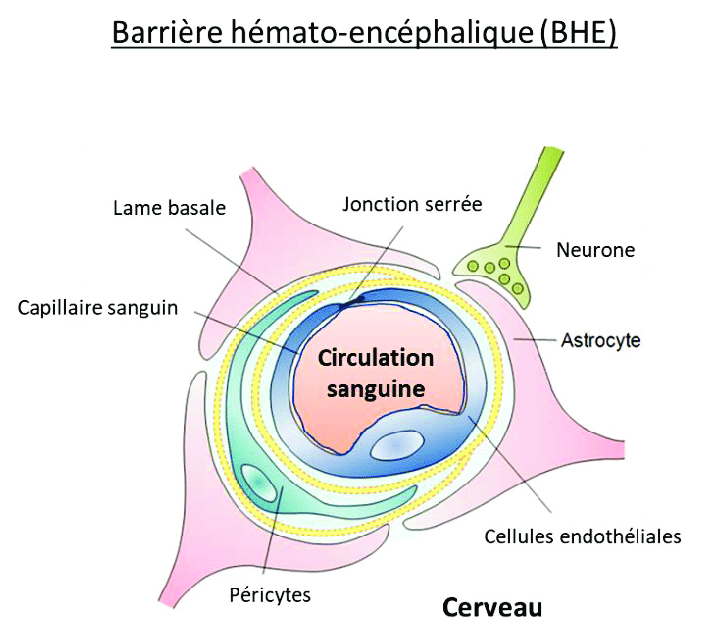 Barrière hémato-encéphalique (BHE)
Lame basale
Jonction serrée
Neurone
Capillaire sanguin
Astrocyte
Circulation
sanguine
Cellules endothéliales
Péricytes
Cerveau